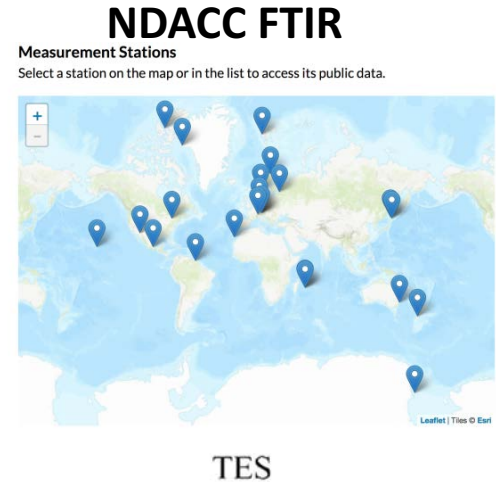 NDACC FTIR
Measurement Stations
Select a station on the map or in the list to access its public data.
+
−
Leaflet | Tiles © Esri
TES